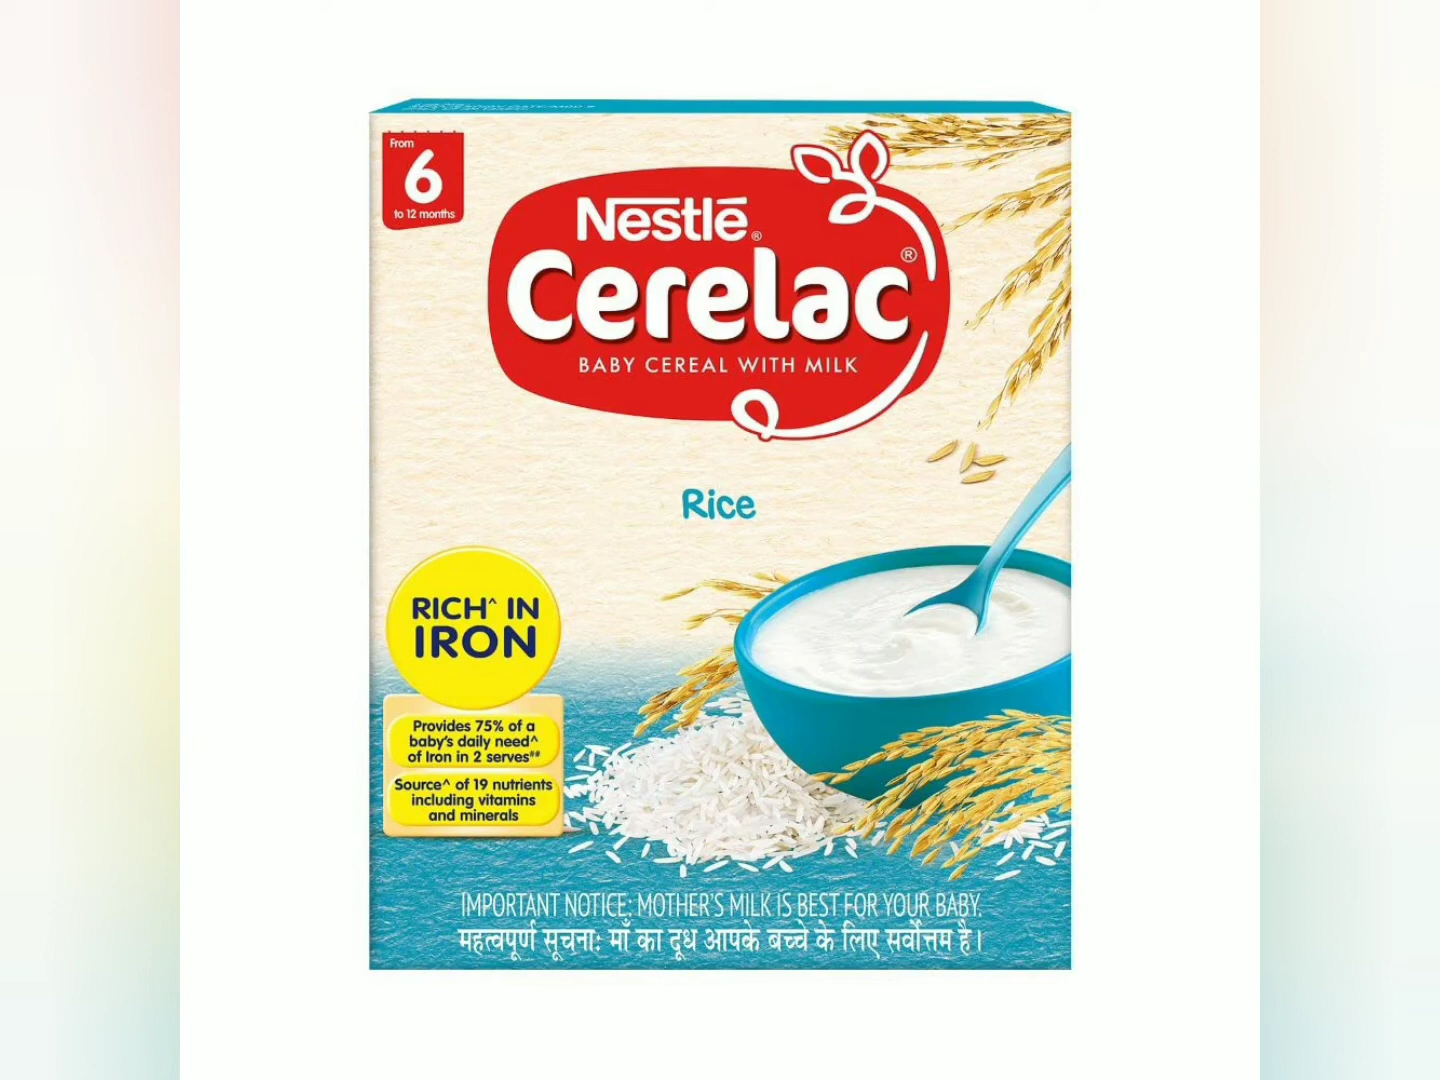 From
6
to 12 months
Nestlé®
Cerelac®
BABY CEREAL WITH MILK
Rice
RICH^ IN
IRON
Provides 75% of a
baby's daily need^
of Iron in 2 serves##
Source^ of 19 nutrients
including vitamins
and minerals
IMPORTANT NOTICE: MOTHER'S MILK IS BEST FOR YOUR BABY.
महत्वपूर्ण सूचना: माँ का दूध आपके बच्चे के लिए सर्वोत्तम है।